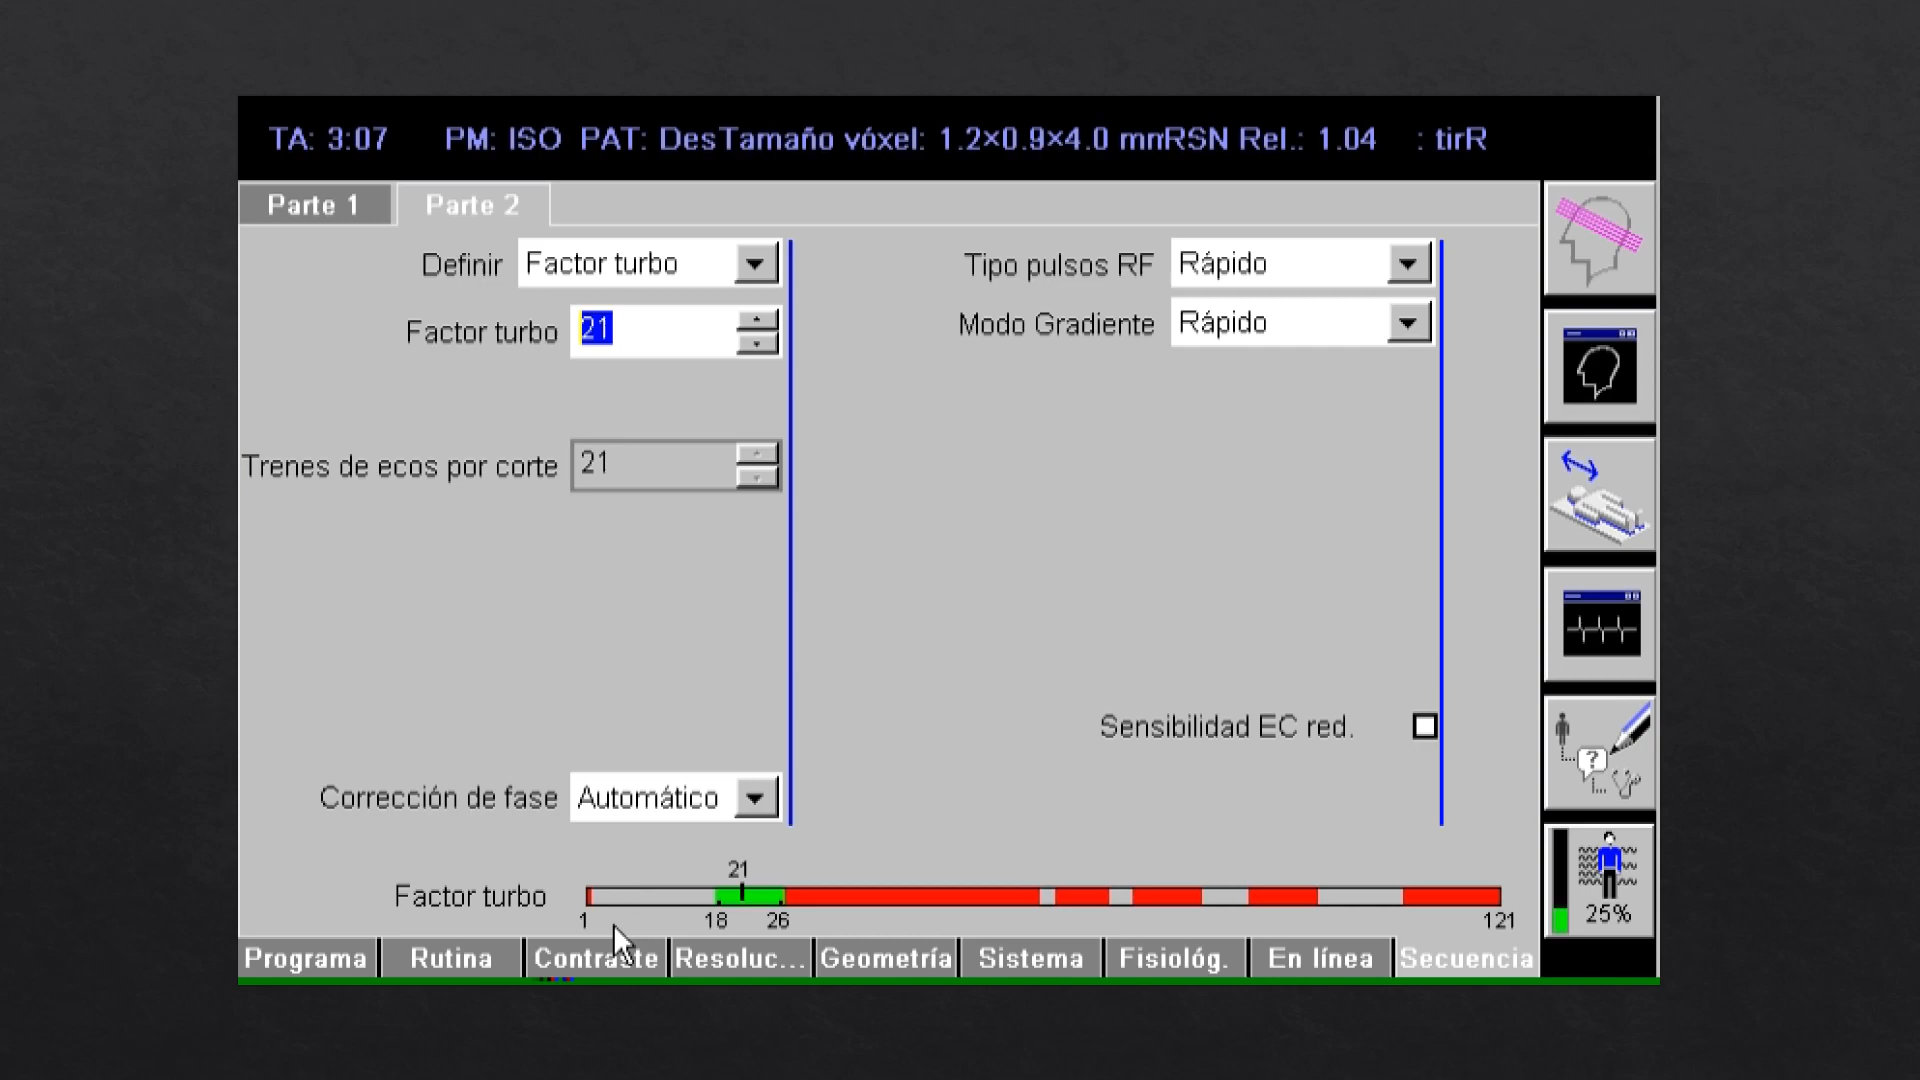 TA: 3:07 PM: ISO PAT: DesTamaño vóxel: 1.2×0.9×4.0 mmRSN Rel.: 1.04 : tirR
Parte 1 Parte 2
Definir Factor turbo
Tipo pulsos RF Rápido
Factor turbo 21
Modo Gradiente Rápido
Trenes de ecos por corte 21
Sensibilidad EC red.
Corrección de fase Automático
21
Factor turbo
1 18 26 121
?
25%
Programa Rutina Contraste Resoluc... Geometría Sistema Fisiológ. En línea Secuencia